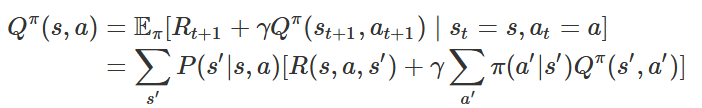 Q^π(s, a) = 𝔼_π[R_{t+1} + γQ^π(s_{t+1}, a_{t+1}) ∣ s_t = s, a_t = a]
= ∑_{s′} P(s′|s, a)[R(s, a, s′) + γ ∑_{a′} π(a′|s′)Q^π(s′, a′)]